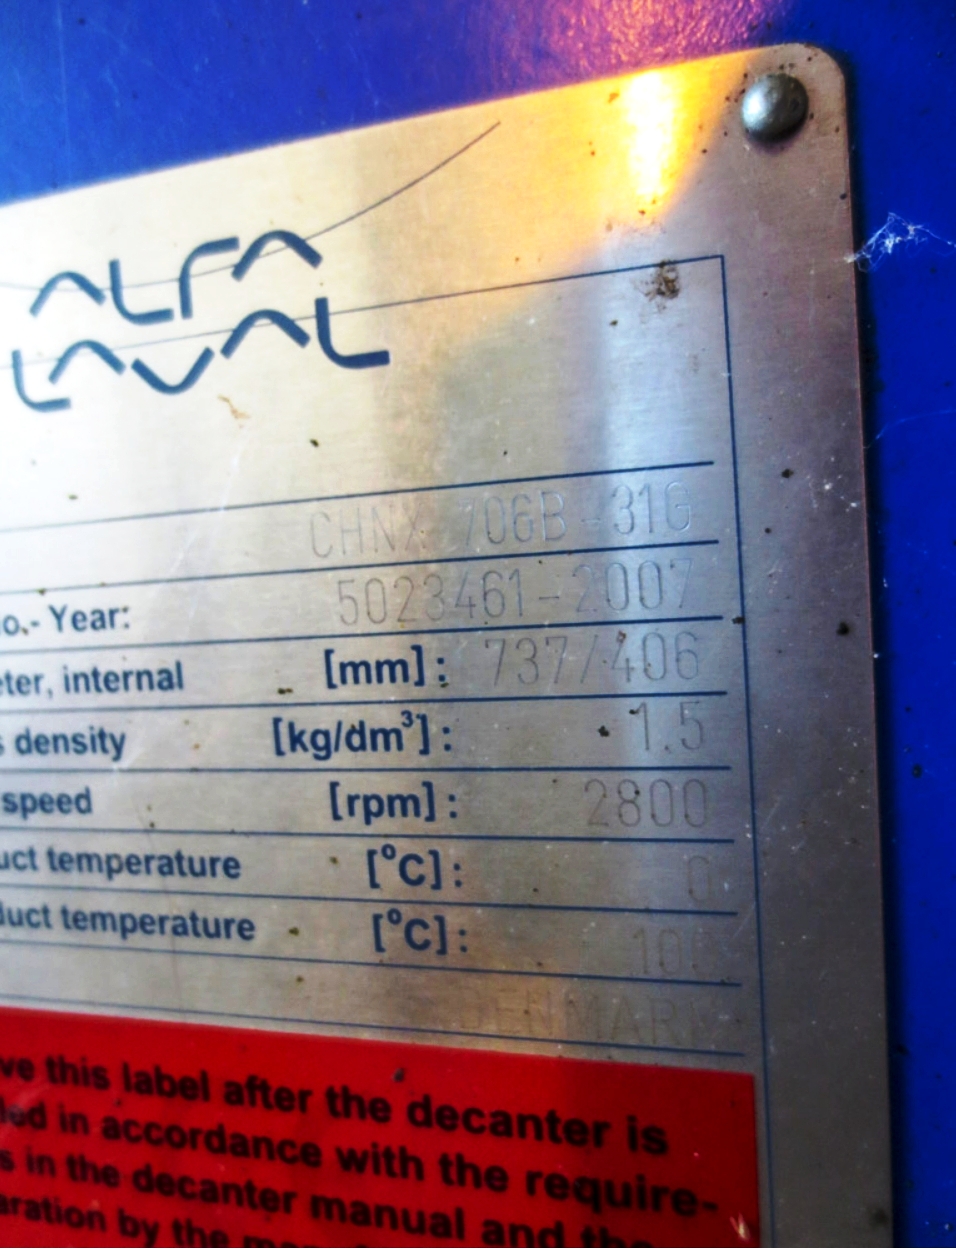 ALFA
LAVAL
CHNX 706B-31G
o.- Year: 5023461-2007
eter, internal [mm]: 737/406
s density [kg/dm³]: 1.5
speed [rpm]: 2800
uct temperature [°C]: 0
duct temperature [°C]: 100
DENMARK
ve this label after the decanter is
led in accordance with the require-
s in the decanter manual and the
aration by the